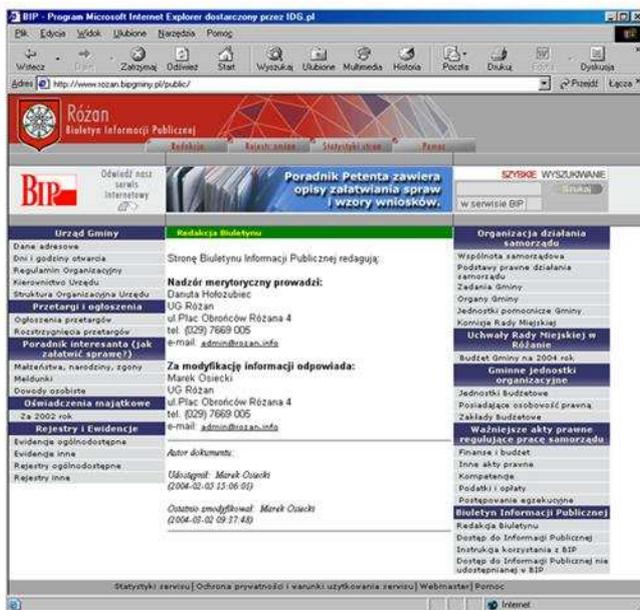 BIP - Program Microsoft Internet Explorer dostarczony przez IDG.pl
Plik Edycja Widok Ulubione Narzędzia Pomoc
Wstecz Zatrzymaj Odśwież Start Wyszukaj Ulubione Multimedia Historia Poczta Drukuj Edytuj Dyskusja
Adres http://www.rozan.bipgminy.pl/public/ Przejdź Łącza
Różan
Biuletyn Informacji Publicznej
Redakcja Rejestr zmian Statystyki stron Pomoc
BIP
Odwiedź nasz
serwis
Internetowy
Poradnik Petenta zawiera
opisy załatwiania spraw
i wzory wniosków.
SZYBKIE WYSZUKIWANIE
Szukaj
w serwisie BIP
Urząd Gminy
Dane adresowe
Dni i godziny otwarcia
Regulamin Organizacyjny
Kierownictwo Urzędu
Struktura Organizacyjna Urzędu
Przetargi i ogłoszenia
Ogłoszenia przetargów
Rozstrzygnięcia przetargów
Poradnik interesanta (jak
załatwić sprawę?)
Małżeństwa, narodziny, zgony
Meldunki
Dowody osobiste
Oświadczenia majątkowe
Za 2002 rok
Rejestry i Ewidencje
Ewidencje ogólnodostępne
Ewidencje inne
Rejestry ogólnodostępne
Rejestry inne
Redakcja Biuletynu
Stronę Biuletynu Informacji Publicznej redagują:
Nadzór merytoryczny prowadzi:
Danuta Hołozubiec
UG Różan
ul.Plac Obrońców Różana 4
tel. (029) 7669 005
e-mail: admin@rozan.info
Za modyfikację informacji odpowiada:
Marek Osiecki
UG Różan
ul.Plac Obrońców Różana 4
tel. (029) 7669 005
e-mail: admin@rozan.info
Autor dokumentu:
Udostępnił: Marek Osiecki
(2004-02-05 15:06:01)
Ostatnio zmodyfikował: Marek Osiecki
(2004-03-02 09:37:48)
Organizacja działania
samorządu
Wspólnota samorządowa
Podstawy prawne działania
samorządu
Zadania Gminy
Organy Gminy
Jednostki pomocnicze Gminy
Komisje Rady Miejskiej
Uchwały Rady Miejskiej w
Różanie
Budżet Gminy na 2004 rok
Gminne jednostki
organizacyjne
Jednostki Budżetowe
Posiadające osobowość prawną
Zakłady Budżetowe
Ważniejsze akty prawne
regulujące pracę samorządu
Finanse i budżet
Inne akty prawne
Kompetencje
Podatki i opłaty
Postępowanie egzekucyjne
Biuletyn Informacji Publicznej
Redakcja Biuletynu
Dostęp do Informacji Publicznej
Instrukcja korzystania z BIP
Dostęp do Informacji Publicznej nie
udostępnianej w BIP
Statystyki serwisu| Ochrona prywatności i warunki użytkowania serwisu| Webmaster| Pomoc
Internet